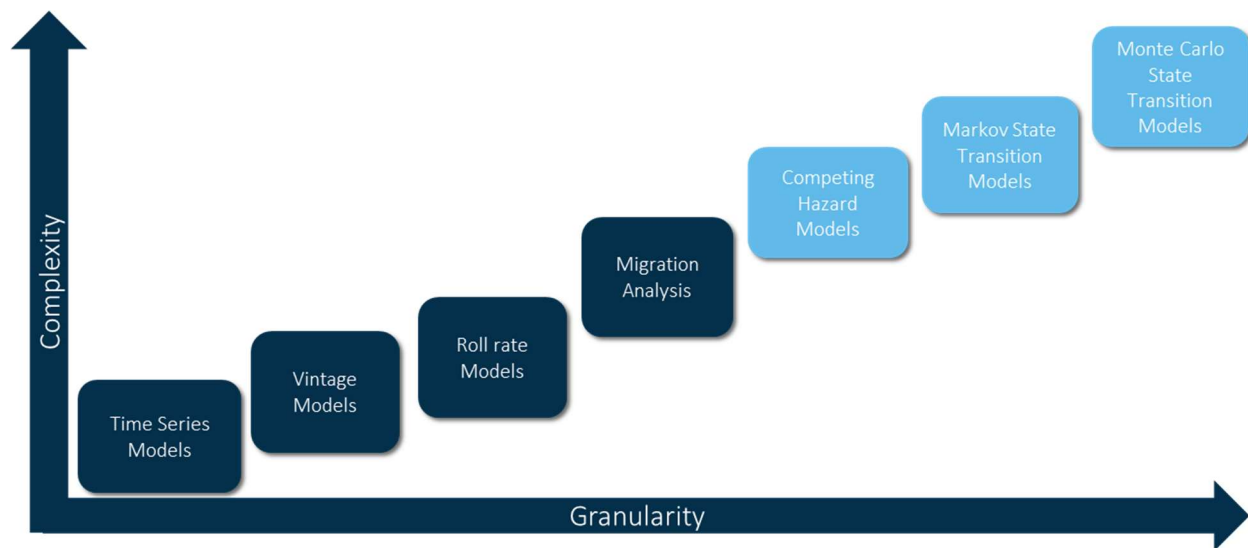 Monte Carlo
State
Transition
Models
Markov State
Transition
Models
Competing
Hazard
Models
Migration
Analysis
Roll rate
Models
Vintage
Models
Time Series
Models
Complexity
Granularity